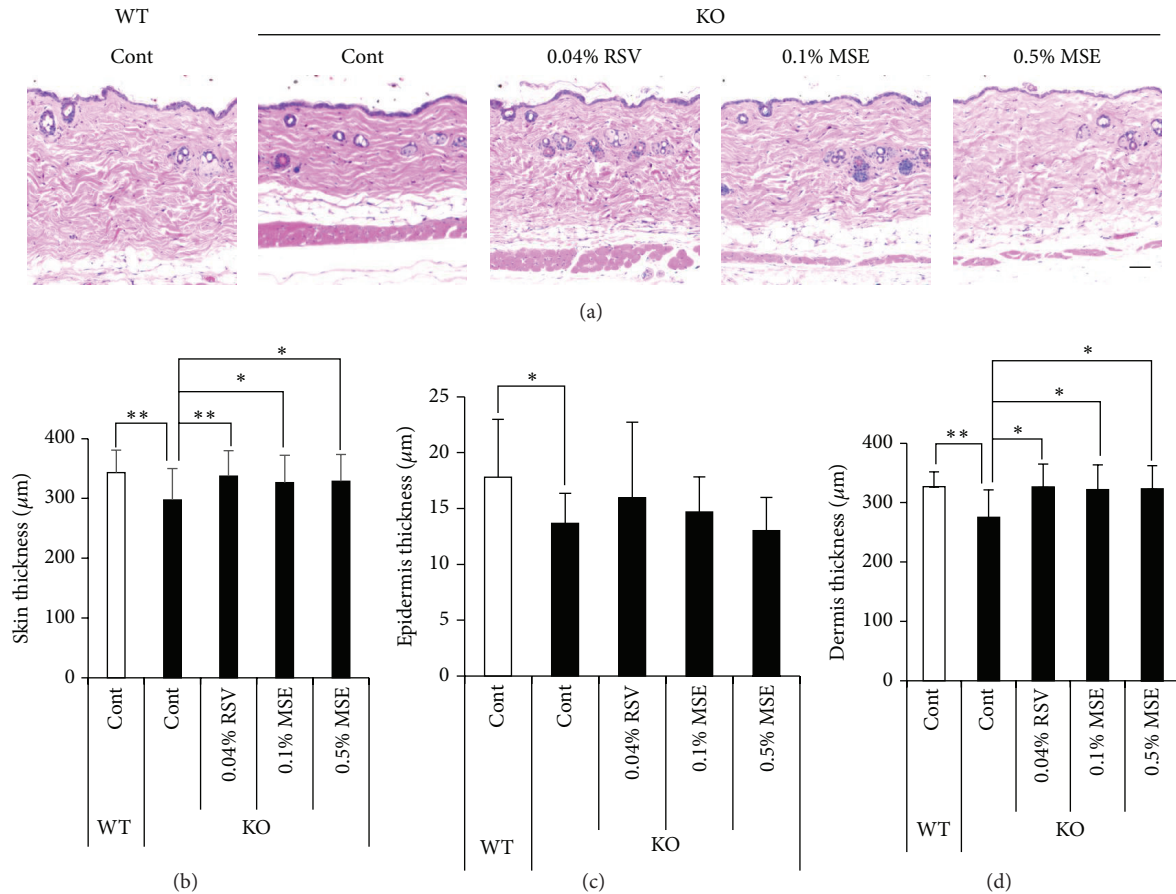 WT
KO
Cont
Cont
0.04% RSV
0.1% MSE
0.5% MSE
(a)
Skin thickness (μm)
400
300
200
100
0
**
**
*
*
Cont
Cont
0.04% RSV
0.1% MSE
0.5% MSE
WT
KO
(b)
Epidermis thickness (μm)
25
20
15
10
5
0
*
Cont
Cont
0.04% RSV
0.1% MSE
0.5% MSE
WT
KO
(c)
Dermis thickness (μm)
400
300
200
100
0
**
*
*
*
Cont
Cont
0.04% RSV
0.1% MSE
0.5% MSE
WT
KO
(d)